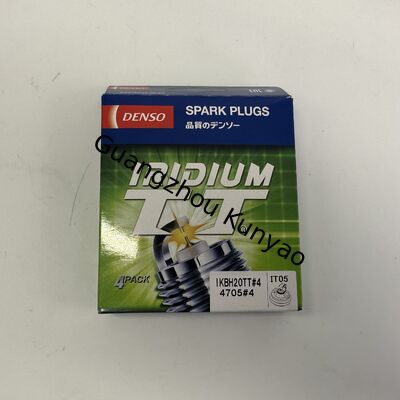 DENSO
SPARK PLUGS
品質のデンソー
IRIDIUM
TT®
Guangzhou Kunyao
4PACK
IKBH20TT#4
4705#4
IT05